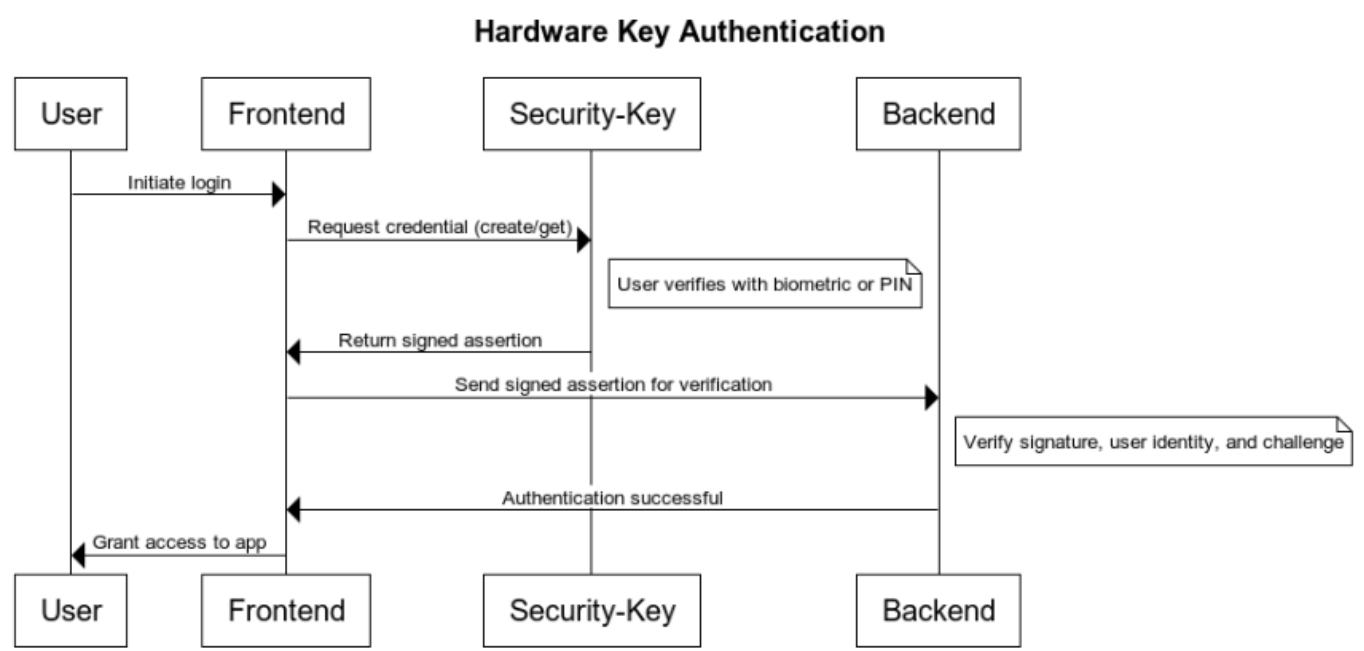 Hardware Key Authentication
User
Frontend
Security-Key
Backend
Initiate login
Request credential (create/get)
User verifies with biometric or PIN
Return signed assertion
Send signed assertion for verification
Verify signature, user identity, and challenge
Authentication successful
Grant access to app
User
Frontend
Security-Key
Backend